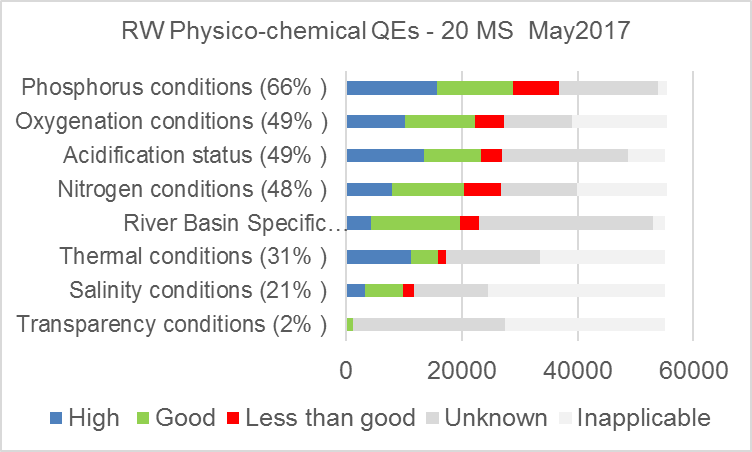 RW Physico-chemical QEs - 20 MS May2017
Phosphorus conditions (66% )
Oxygenation conditions (49% )
Acidification status (49% )
Nitrogen conditions (48% )
River Basin Specific…
Thermal conditions (31% )
Salinity conditions (21% )
Transparency conditions (2% )
0 20000 40000 60000
High Good Less than good Unknown Inapplicable